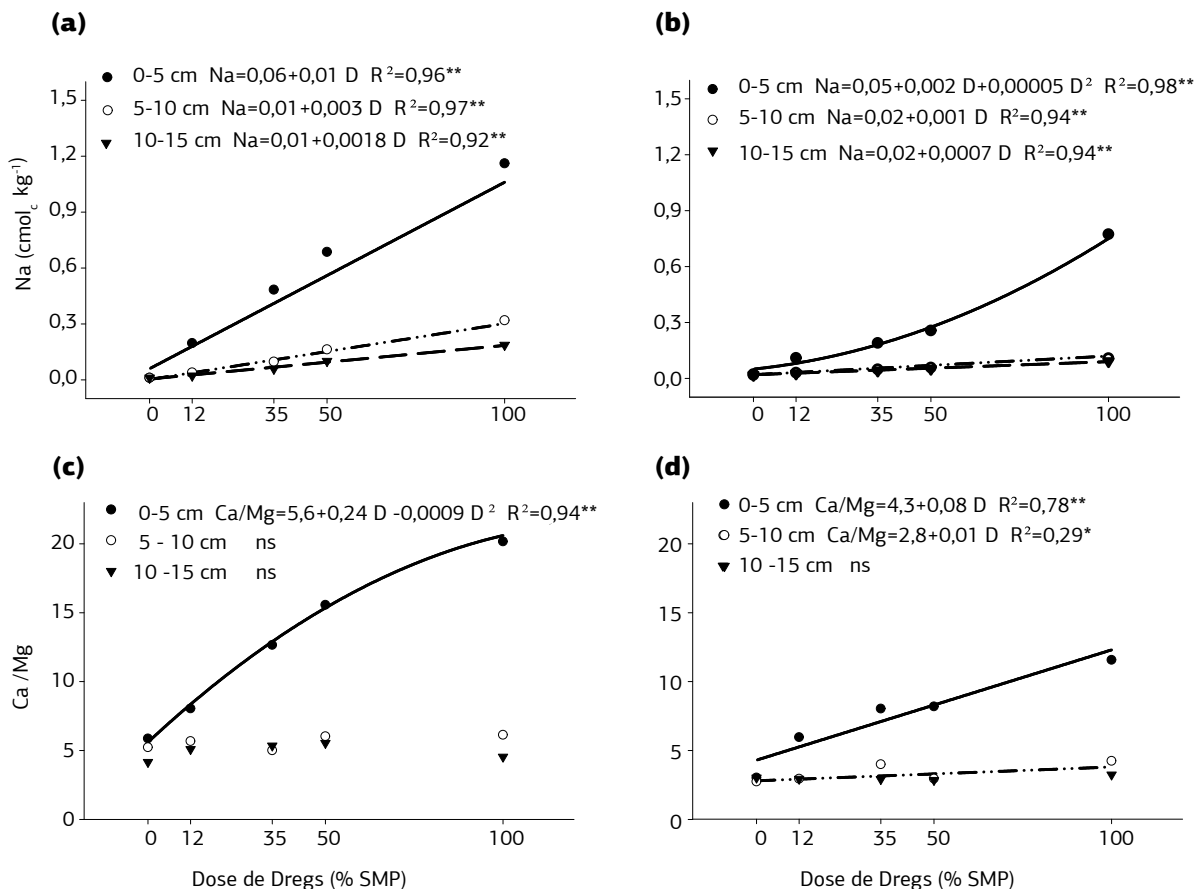 (a)
● 0-5 cm Na=0,06+0,01 D R²=0,96**
○ 5-10 cm Na=0,01+0,003 D R²=0,97**
▼ 10-15 cm Na=0,01+0,0018 D R²=0,92**
Na (cmol_c kg⁻¹)
1,5
1,2
0,9
0,6
0,3
0,0
0 12 35 50 100
(b)
● 0-5 cm Na=0,05+0,002 D+0,00005 D² R²=0,98**
○ 5-10 cm Na=0,02+0,001 D R²=0,94**
▼ 10-15 cm Na=0,02+0,0007 D R²=0,94**
1,5
1,2
0,9
0,6
0,3
0,0
0 12 35 50 100
(c)
● 0-5 cm Ca/Mg=5,6+0,24 D -0,0009 D² R²=0,94**
○ 5 - 10 cm ns
▼ 10 -15 cm ns
Ca /Mg
20
15
10
5
0
0 12 35 50 100
Dose de Dregs (% SMP)
(d)
● 0-5 cm Ca/Mg=4,3+0,08 D R²=0,78**
○ 5-10 cm Ca/Mg=2,8+0,01 D R²=0,29*
▼ 10 -15 cm ns
20
15
10
5
0
0 12 35 50 100
Dose de Dregs (% SMP)